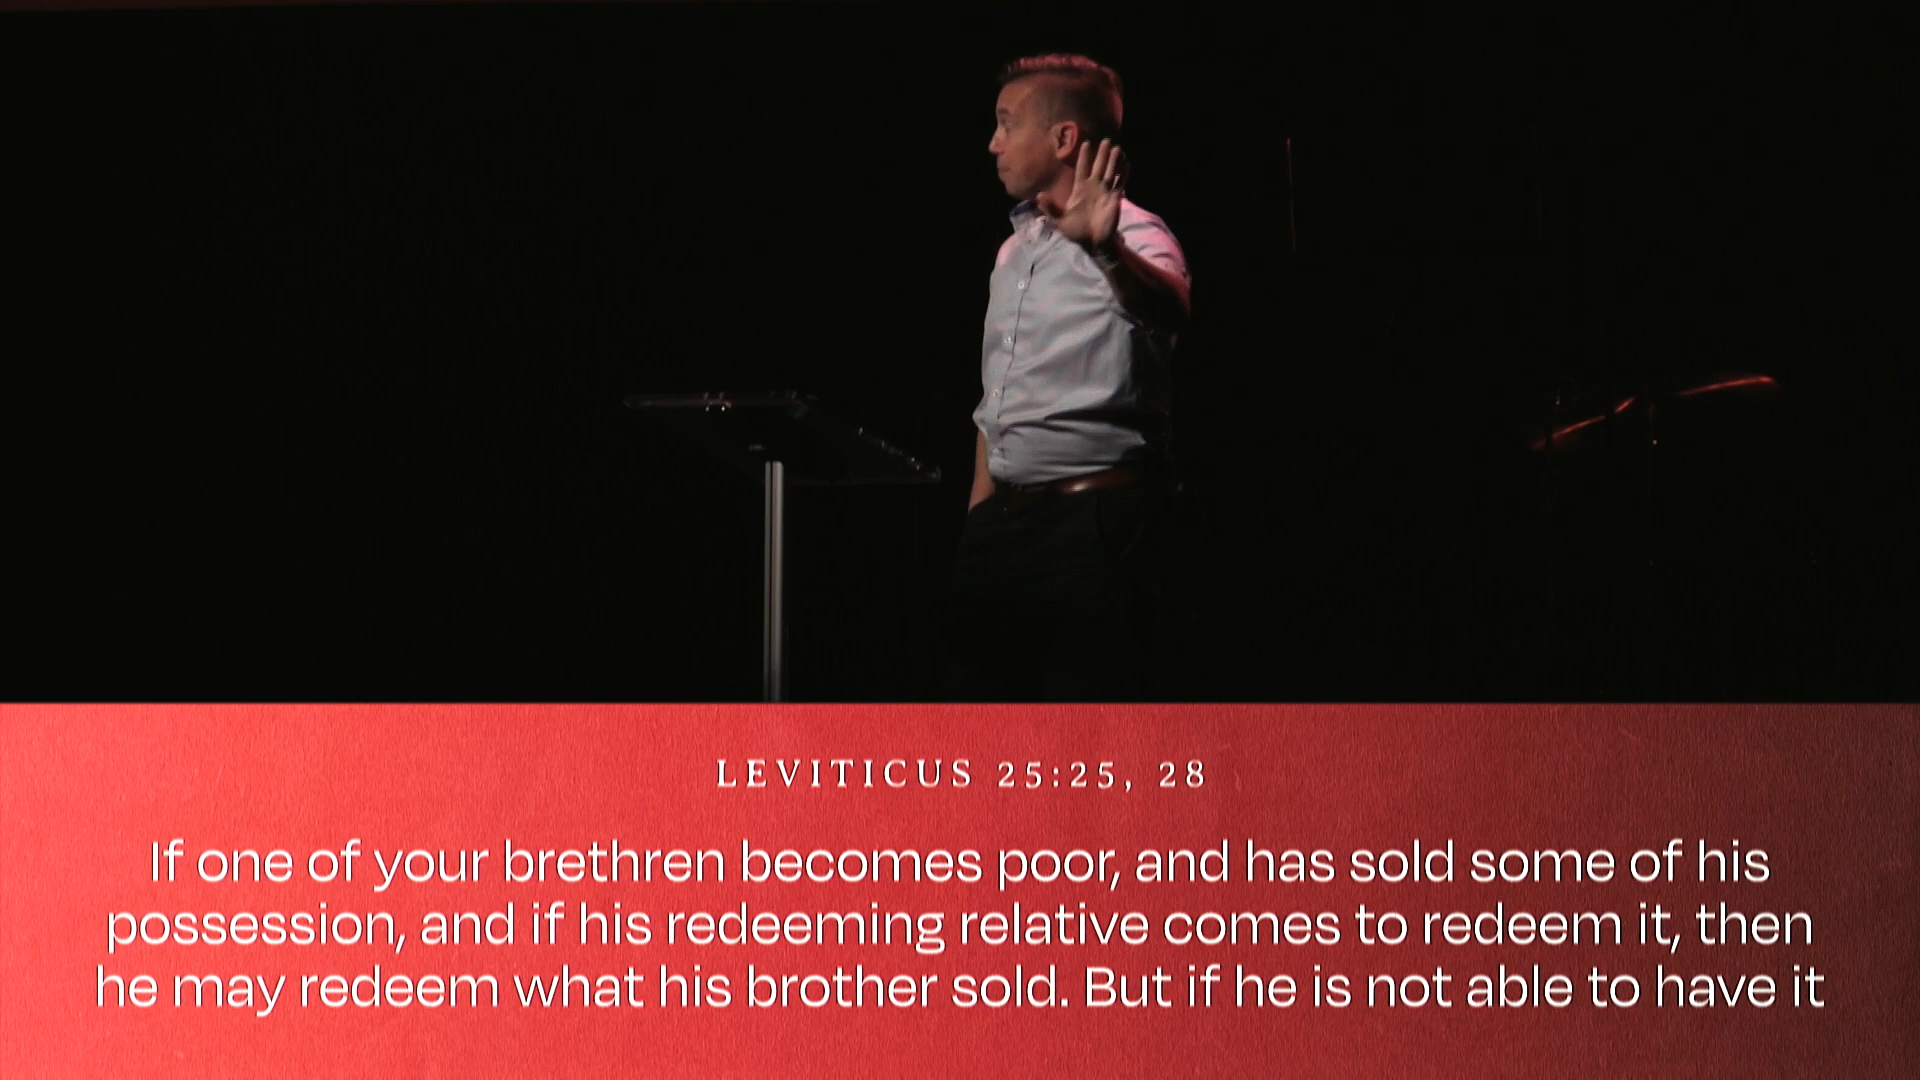 LEVITICUS 25:25, 28
If one of your brethren becomes poor, and has sold some of his
possession, and if his redeeming relative comes to redeem it, then
he may redeem what his brother sold. But if he is not able to have it